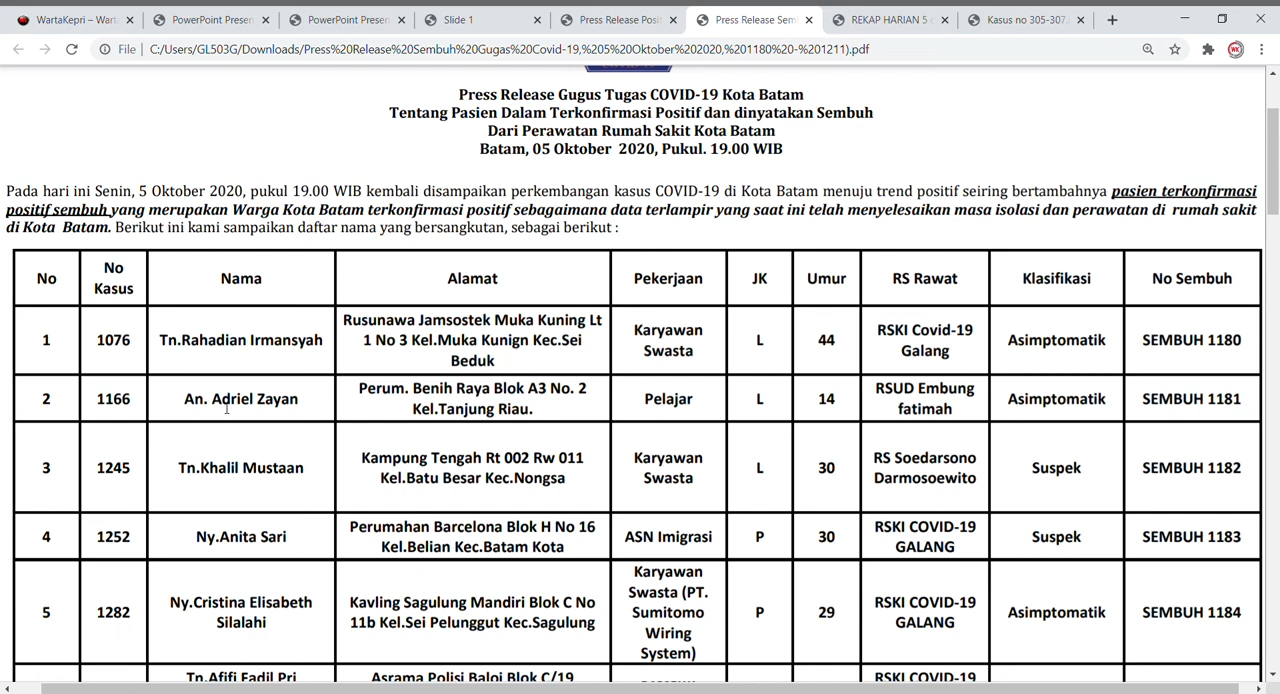 WartaKepri – Warta
PowerPoint Presen
PowerPoint Presen
Slide 1
Press Release Posit
Press Release Sem
REKAP HARIAN 5 o
Kasus no 305-307,
File
C:/Users/GL503G/Downloads/Press%20Release%20Sembuh%20Gugas%20Covid-19,%205%20Oktober%202020,%201180%20-%201211).pdf
Press Release Gugus Tugas COVID-19 Kota Batam
Tentang Pasien Dalam Terkonfirmasi Positif dan dinyatakan Sembuh
Dari Perawatan Rumah Sakit Kota Batam
Batam, 05 Oktober 2020, Pukul. 19.00 WIB
Pada hari ini Senin, 5 Oktober 2020, pukul 19.00 WIB kembali disampaikan perkembangan kasus COVID-19 di Kota Batam menuju trend positif seiring bertambahnya pasien terkonfirmasi
positif sembuh yang merupakan Warga Kota Batam terkonfirmasi positif sebagaimana data terlampir yang saat ini telah menyelesaikan masa isolasi dan perawatan di rumah sakit
di Kota Batam. Berikut ini kami sampaikan daftar nama yang bersangkutan, sebagai berikut :
No No Kasus Nama Alamat Pekerjaan JK Umur RS Rawat Klasifikasi No Sembuh
1 1076 Tn.Rahadian Irmansyah Rusunawa Jamsostek Muka Kuning Lt 1 No 3 Kel.Muka Kunign Kec.Sei Beduk Karyawan Swasta L 44 RSKI Covid-19 Galang Asimptomatik SEMBUH 1180
2 1166 An. Adriel Zayan Perum. Benih Raya Blok A3 No. 2 Kel.Tanjung Riau. Pelajar L 14 RSUD Embung fatimah Asimptomatik SEMBUH 1181
3 1245 Tn.Khalil Mustaan Kampung Tengah Rt 002 Rw 011 Kel.Batu Besar Kec.Nongsa Karyawan Swasta L 30 RS Soedarsono Darmosoewito Suspek SEMBUH 1182
4 1252 Ny.Anita Sari Perumahan Barcelona Blok H No 16 Kel.Belian Kec.Batam Kota ASN Imigrasi P 30 RSKI COVID-19 GALANG Suspek SEMBUH 1183
5 1282 Ny.Cristina Elisabeth Silalahi Kavling Sagulung Mandiri Blok C No 11b Kel.Sei Pelunggut Kec.Sagulung Karyawan Swasta (PT. Sumitomo Wiring System) P 29 RSKI COVID-19 GALANG Asimptomatik SEMBUH 1184
Tn.Afifi Fadil Pri Asrama Polisi Baloi Blok C/19 RSKI COVID-19